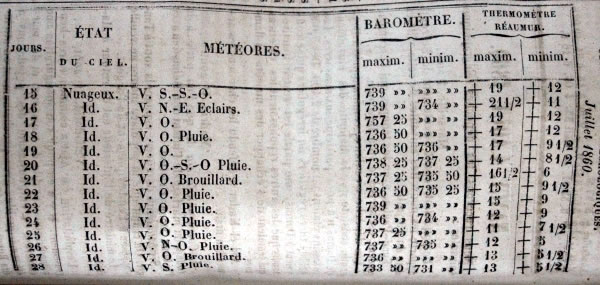 JOURS. ÉTAT DU CIEL. MÉTÉORES. BAROMÈTRE. THERMOMÈTRE RÉAUMUR.
maxim. minim. maxim. minim.
15 Nuageux. V. S.-S.-O. 739 »» »»» »» + 19 + 12
16 Id. V. N.-E. Eclairs. 739 »» 734 »» + 21 1/2 + 11
17 Id. V. O. 757 25 »»» »» + 19 + 12
18 Id. V. O. Pluie. 736 50 »»» »» + 17 + 12
19 Id. V. O. 736 50 736 »» + 17 + 9 1/2
20 Id. V. O.-S.-O Pluie. 738 25 737 25 + 14 + 8 1/2
21 Id. V. O. Brouillard. 737 25 735 50 + 16 1/2 + 6
22 Id. V. O. Pluie. 736 50 735 25 + 15 + 9 1/2
23 Id. V. O. Pluie. 739 »» »»» »» + 15 + 9
24 Id. V. O. Pluie. 736 »» 734 »» + 12 + 9
25 Id. V. O. Pluie. 737 25 »»» »» + 11 + 7 1/2
26 Id. V. N-O. Pluie. 737 »» 735 »» + 12 + 5
27 Id. V. O. Brouillard. 736 »» »»» »» + 13 + 5 1/2
28 Id. V. S. Pluie. 733 50 731 »» + 13 + 5 1/2
Juillet 1860.